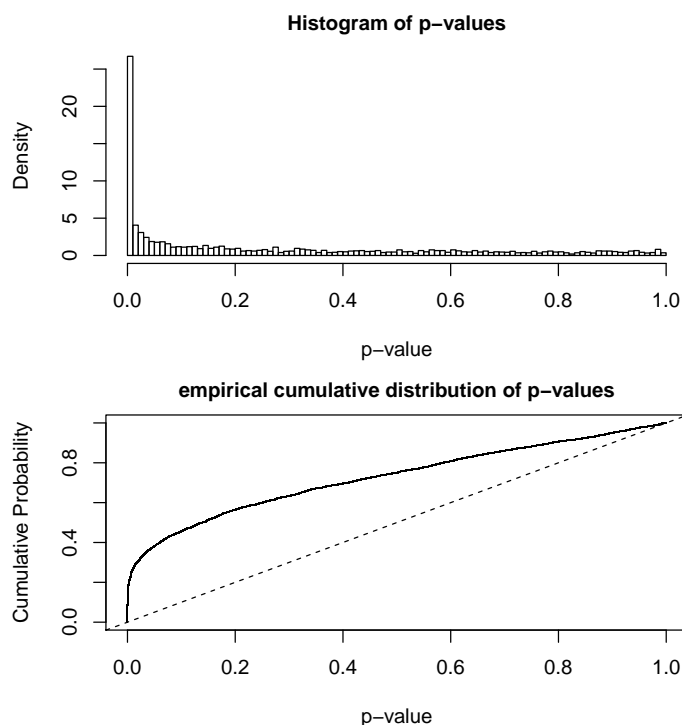 Histogram of p−values
Density
20
10
5
0
0.0 0.2 0.4 0.6 0.8 1.0
p−value
empirical cumulative distribution of p−values
Cumulative Probability
0.8
0.4
0.0
0.0 0.2 0.4 0.6 0.8 1.0
p−value